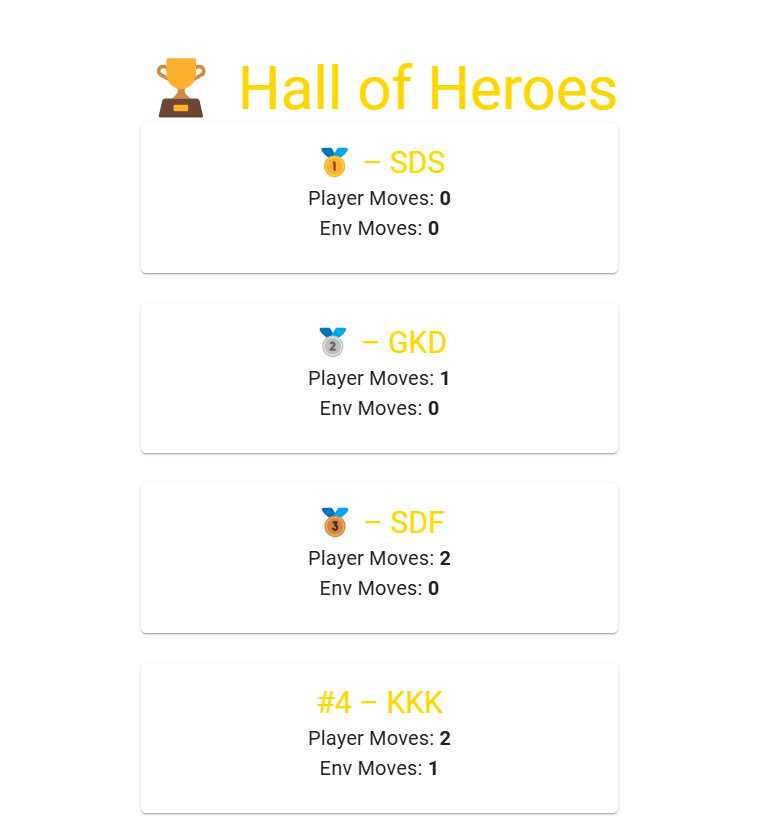 Hall of Heroes
– SDS
Player Moves: 0
Env Moves: 0
– GKD
Player Moves: 1
Env Moves: 0
– SDF
Player Moves: 2
Env Moves: 0
#4 – KKK
Player Moves: 2
Env Moves: 1